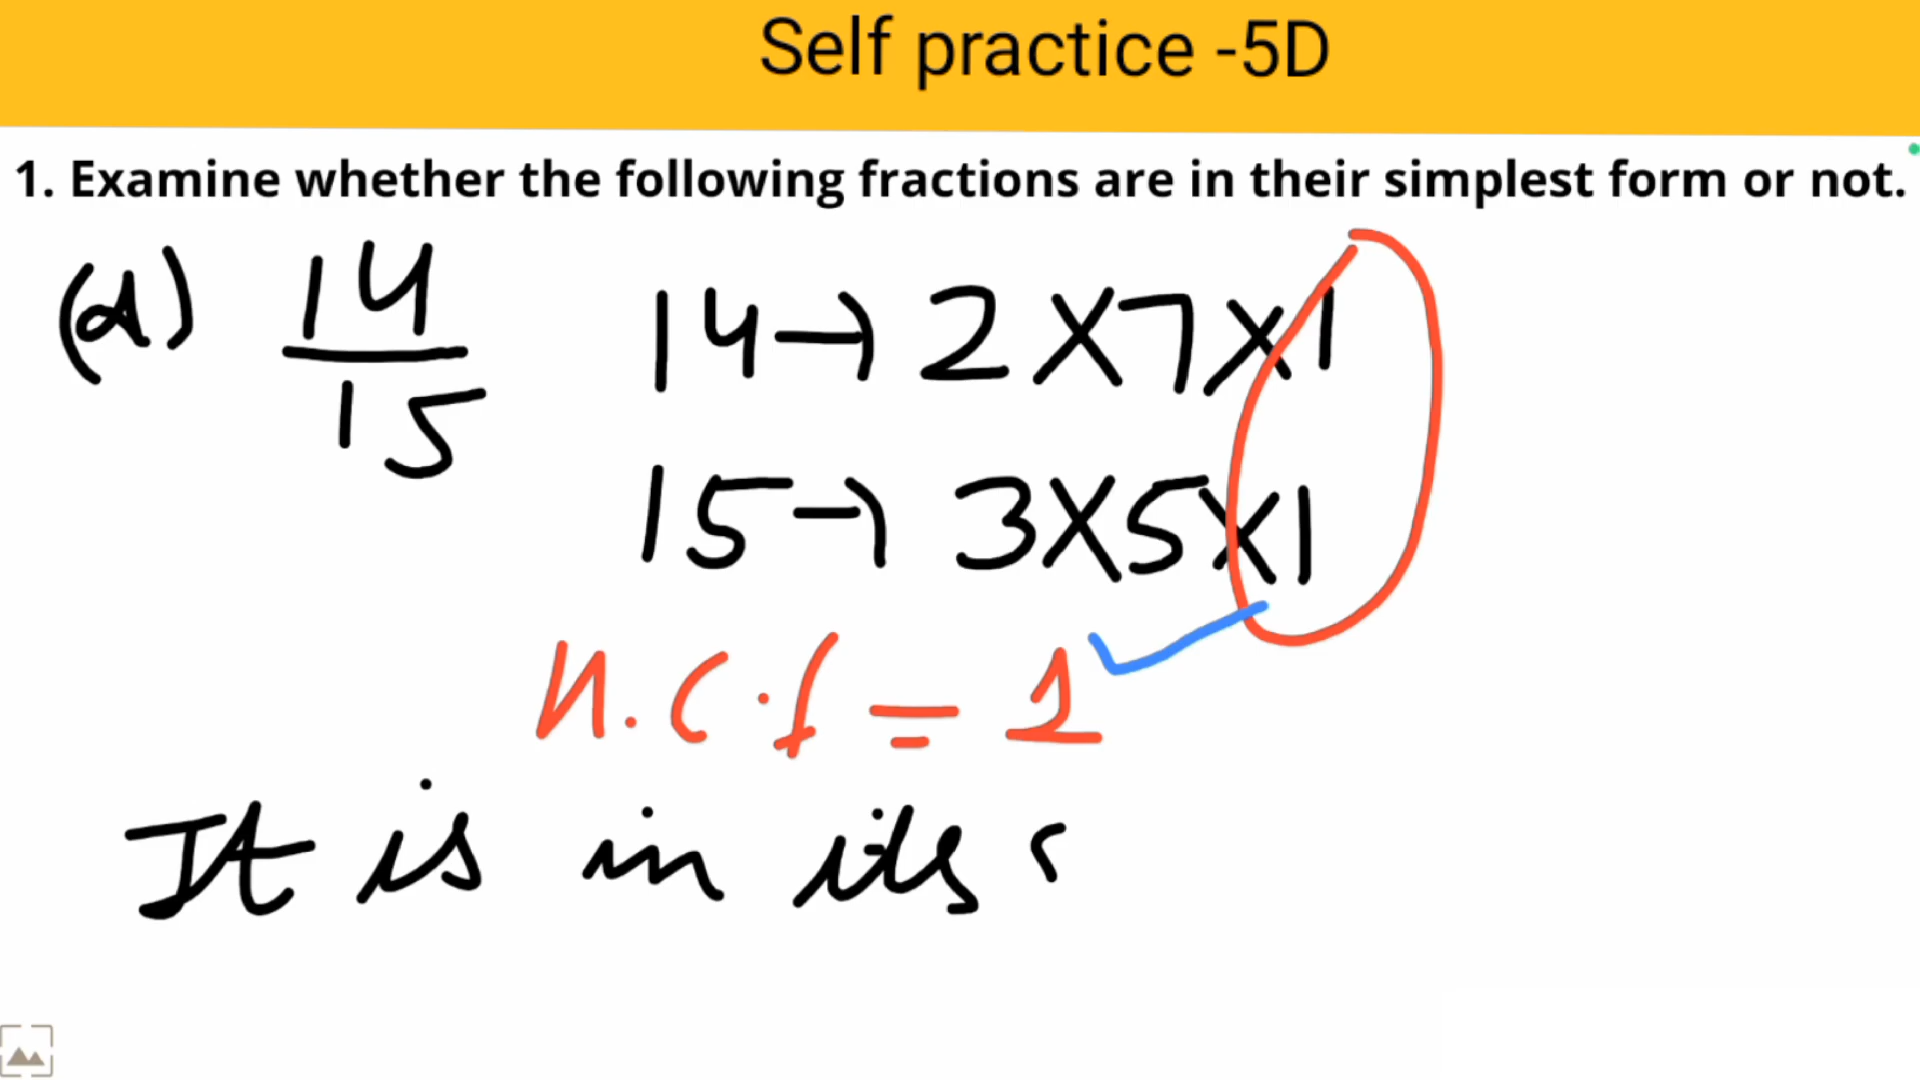 Self practice -5D
1. Examine whether the following fractions are in their simplest form or not.
(d) 14/15
14→2×7×1
15→3×5×1
H.C.f = 1
It is in its